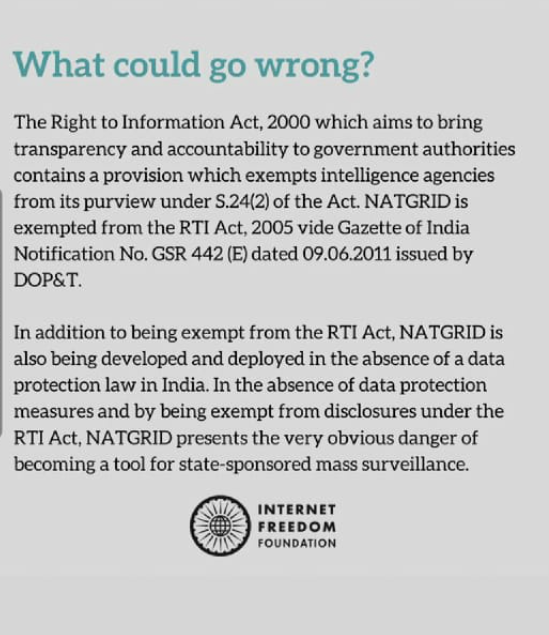 What could go wrong?
The Right to Information Act, 2000 which aims to bring
transparency and accountability to government authorities
contains a provision which exempts intelligence agencies
from its purview under S.24(2) of the Act. NATGRID is
exempted from the RTI Act, 2005 vide Gazette of India
Notification No. GSR 442 (E) dated 09.06.2011 issued by
DOP&T.
In addition to being exempt from the RTI Act, NATGRID is
also being developed and deployed in the absence of a data
protection law in India. In the absence of data protection
measures and by being exempt from disclosures under the
RTI Act, NATGRID presents the very obvious danger of
becoming a tool for state-sponsored mass surveillance.
INTERNET
FREEDOM
FOUNDATION